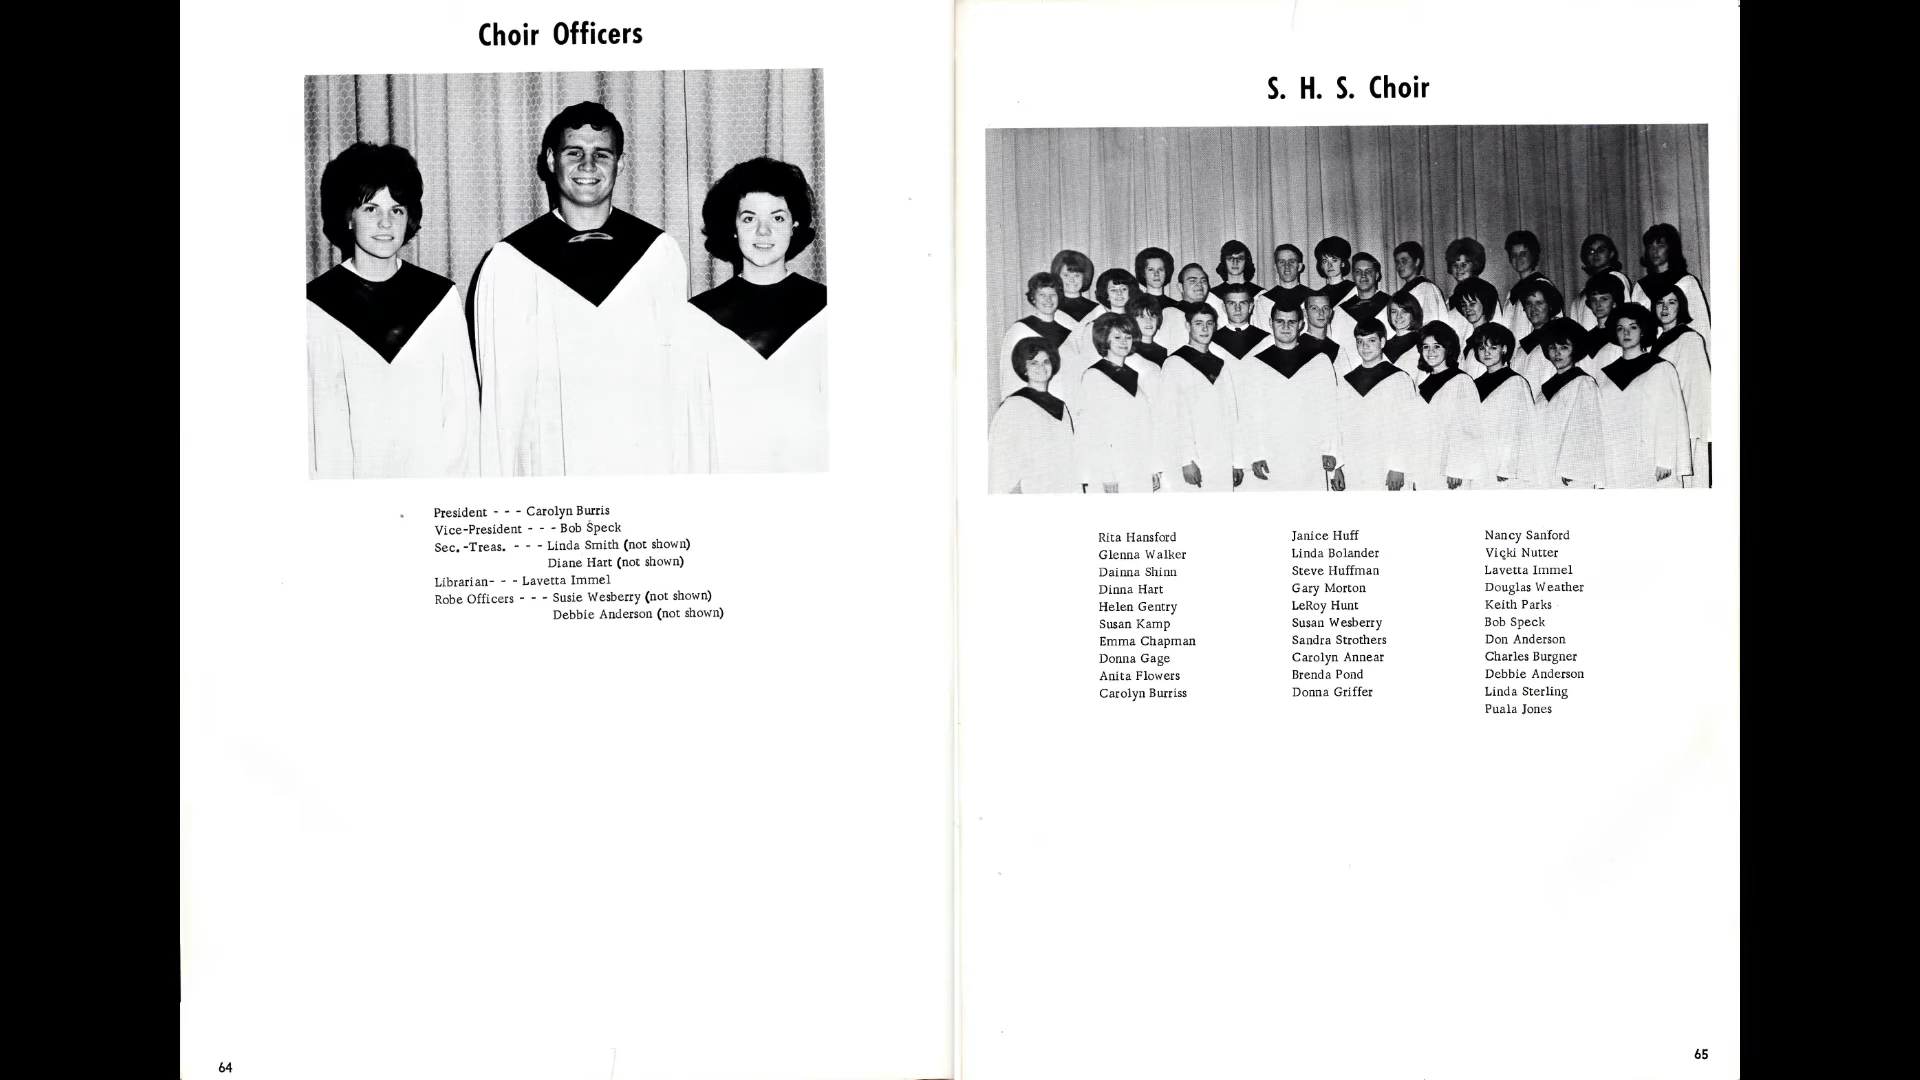 Choir Officers
President - - - Carolyn Burris
Vice-President - - - Bob Speck
Sec.-Treas. - - - Linda Smith (not shown)
Diane Hart (not shown)
Librarian- - - Lavetta Immel
Robe Officers - - - Susie Wesberry (not shown)
Debbie Anderson (not shown)
64
S. H. S. Choir
Rita Hansford
Glenna Walker
Dainna Shinn
Dinna Hart
Helen Gentry
Susan Kamp
Emma Chapman
Donna Gage
Anita Flowers
Carolyn Burriss
Janice Huff
Linda Bolander
Steve Huffman
Gary Morton
LeRoy Hunt
Susan Wesberry
Sandra Strothers
Carolyn Annear
Brenda Pond
Donna Griffer
Nancy Sanford
Vicki Nutter
Lavetta Immel
Douglas Weather
Keith Parks
Bob Speck
Don Anderson
Charles Burgner
Debbie Anderson
Linda Sterling
Puala Jones
65